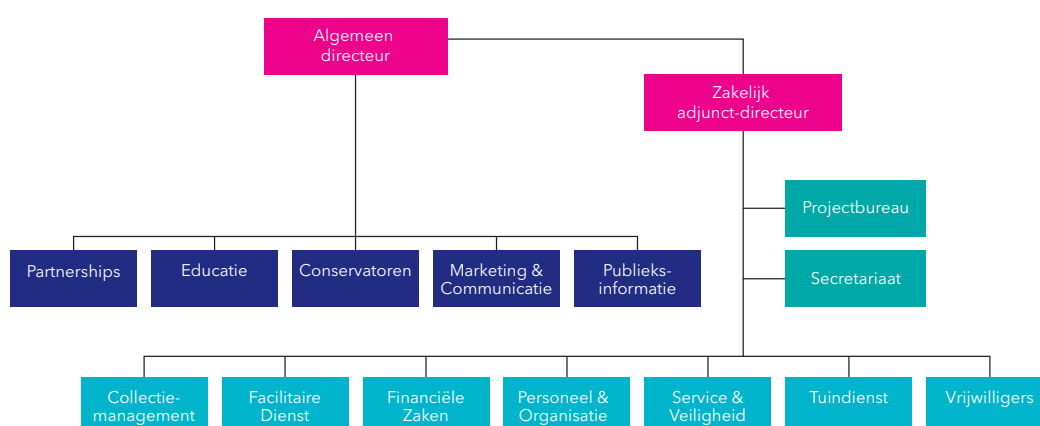 Algemeen
directeur
Zakelijk
adjunct-directeur
Projectbureau
Partnerships
Educatie
Conservatoren
Marketing &
Communicatie
Publieks-
informatie
Secretariaat
Collectie-
management
Facilitaire
Dienst
Financiële
Zaken
Personeel &
Organisatie
Service &
Veiligheid
Tuindienst
Vrijwilligers